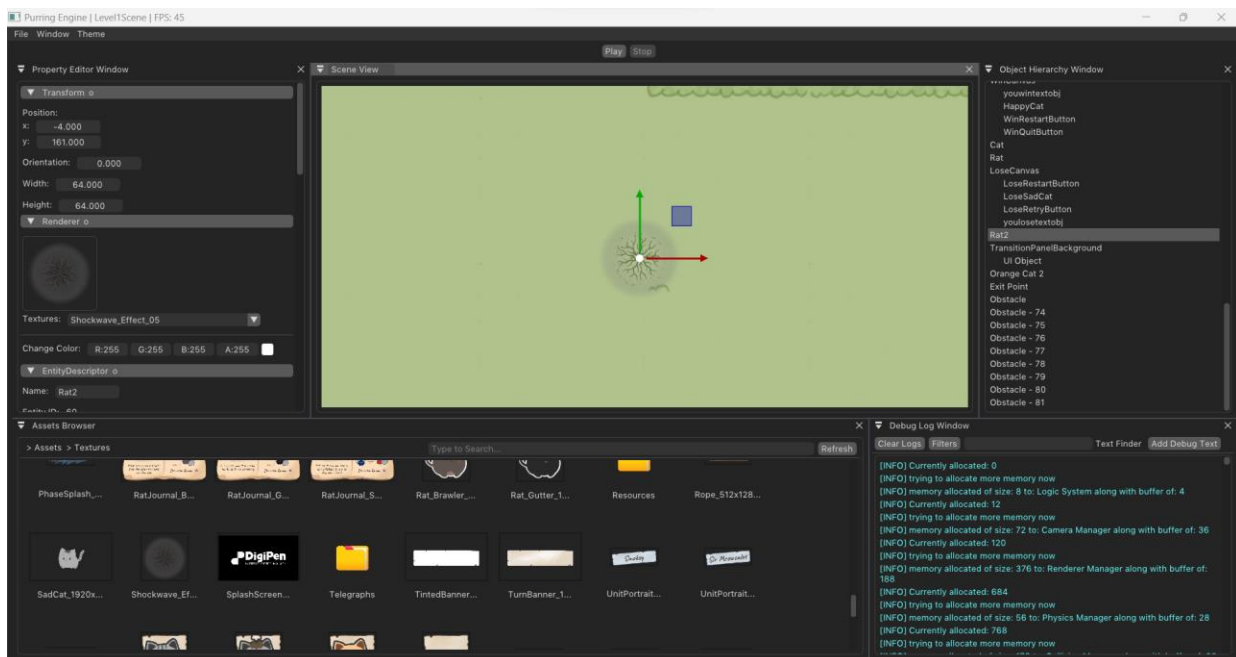 Purring Engine | Level1Scene | FPS: 45
File Window Theme
Play Stop
Property Editor Window
Transform
Position:
x: -4.000
y: 161.000
Orientation: 0.000
Width: 64.000
Height: 64.000
Renderer
Textures: Shockwave_Effect_05
Change Color: R:255 G:255 B:255 A:255
EntityDescriptor
Name: Rat2
Entity ID: 60
Scene View
Object Hierarchy Window
WinCanvas
youwintextobj
HappyCat
WinRestartButton
WinQuitButton
Cat
Rat
LoseCanvas
LoseRestartButton
LoseSadCat
LoseRetryButton
youlosetextobj
Rat2
TransitionPanelBackground
UI Object
Orange Cat 2
Exit Point
Obstacle
Obstacle - 74
Obstacle - 75
Obstacle - 76
Obstacle - 77
Obstacle - 78
Obstacle - 79
Obstacle - 80
Obstacle - 81
Assets Browser
> Assets > Textures
Type to Search...
Refresh
PhaseSplash_... RatJournal_B... RatJournal_G... RatJournal_S... Rat_Brawler_... Rat_Gutter_1... Resources Rope_512x128...
DigiPen
SadCat_1920x... Shockwave_Ef... SplashScreen... Telegraphs TintedBanner... TurnBanner_1... UnitPortrait... UnitPortrait...
Debug Log Window
Clear Logs Filters Text Finder Add Debug Text
[INFO] Currently allocated: 0
[INFO] trying to allocate more memory now
[INFO] memory allocated of size: 8 to: Logic System along with buffer of: 4
[INFO] Currently allocated: 12
[INFO] trying to allocate more memory now
[INFO] memory allocated of size: 72 to: Camera Manager along with buffer of: 36
[INFO] Currently allocated: 120
[INFO] trying to allocate more memory now
[INFO] memory allocated of size: 376 to: Renderer Manager along with buffer of:
188
[INFO] Currently allocated: 684
[INFO] trying to allocate more memory now
[INFO] memory allocated of size: 56 to: Physics Manager along with buffer of: 28
[INFO] Currently allocated: 768
[INFO] trying to allocate more memory now